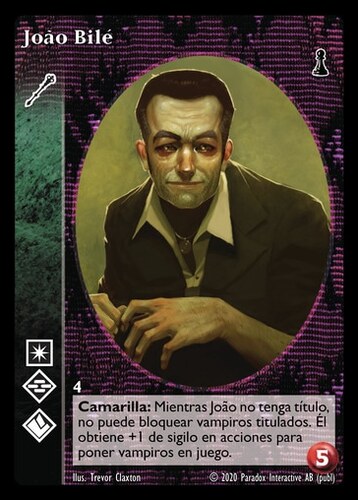 João Bilé
4
Camarilla: Mientras João no tenga título,
no puede bloquear vampiros titulados. Él
obtiene +1 de sigilo en acciones para
poner vampiros en juego.
5
Illus. Trevor Claxton
© 2020 Paradox Interactive AB (publ)